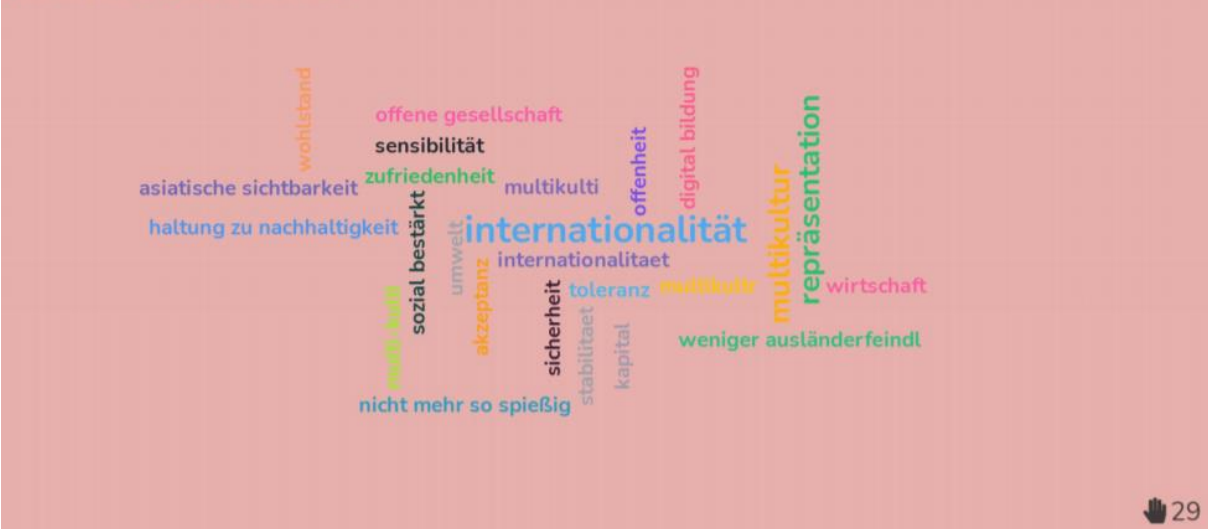 wohlstand
offene gesellschaft
sensibilität
zufriedenheit
asiatische sichtbarkeit
multikulti
offenheit
digital bildung
repräsentation
multikultur
haltung zu nachhaltigkeit
sozial bestärkt
umwelt
internationalität
internationalitaet
akzeptanz
sicherheit
toleranz
wirtschaft
stabilitaet
kapital
weniger ausländerfeindl
nicht mehr so spießig
29